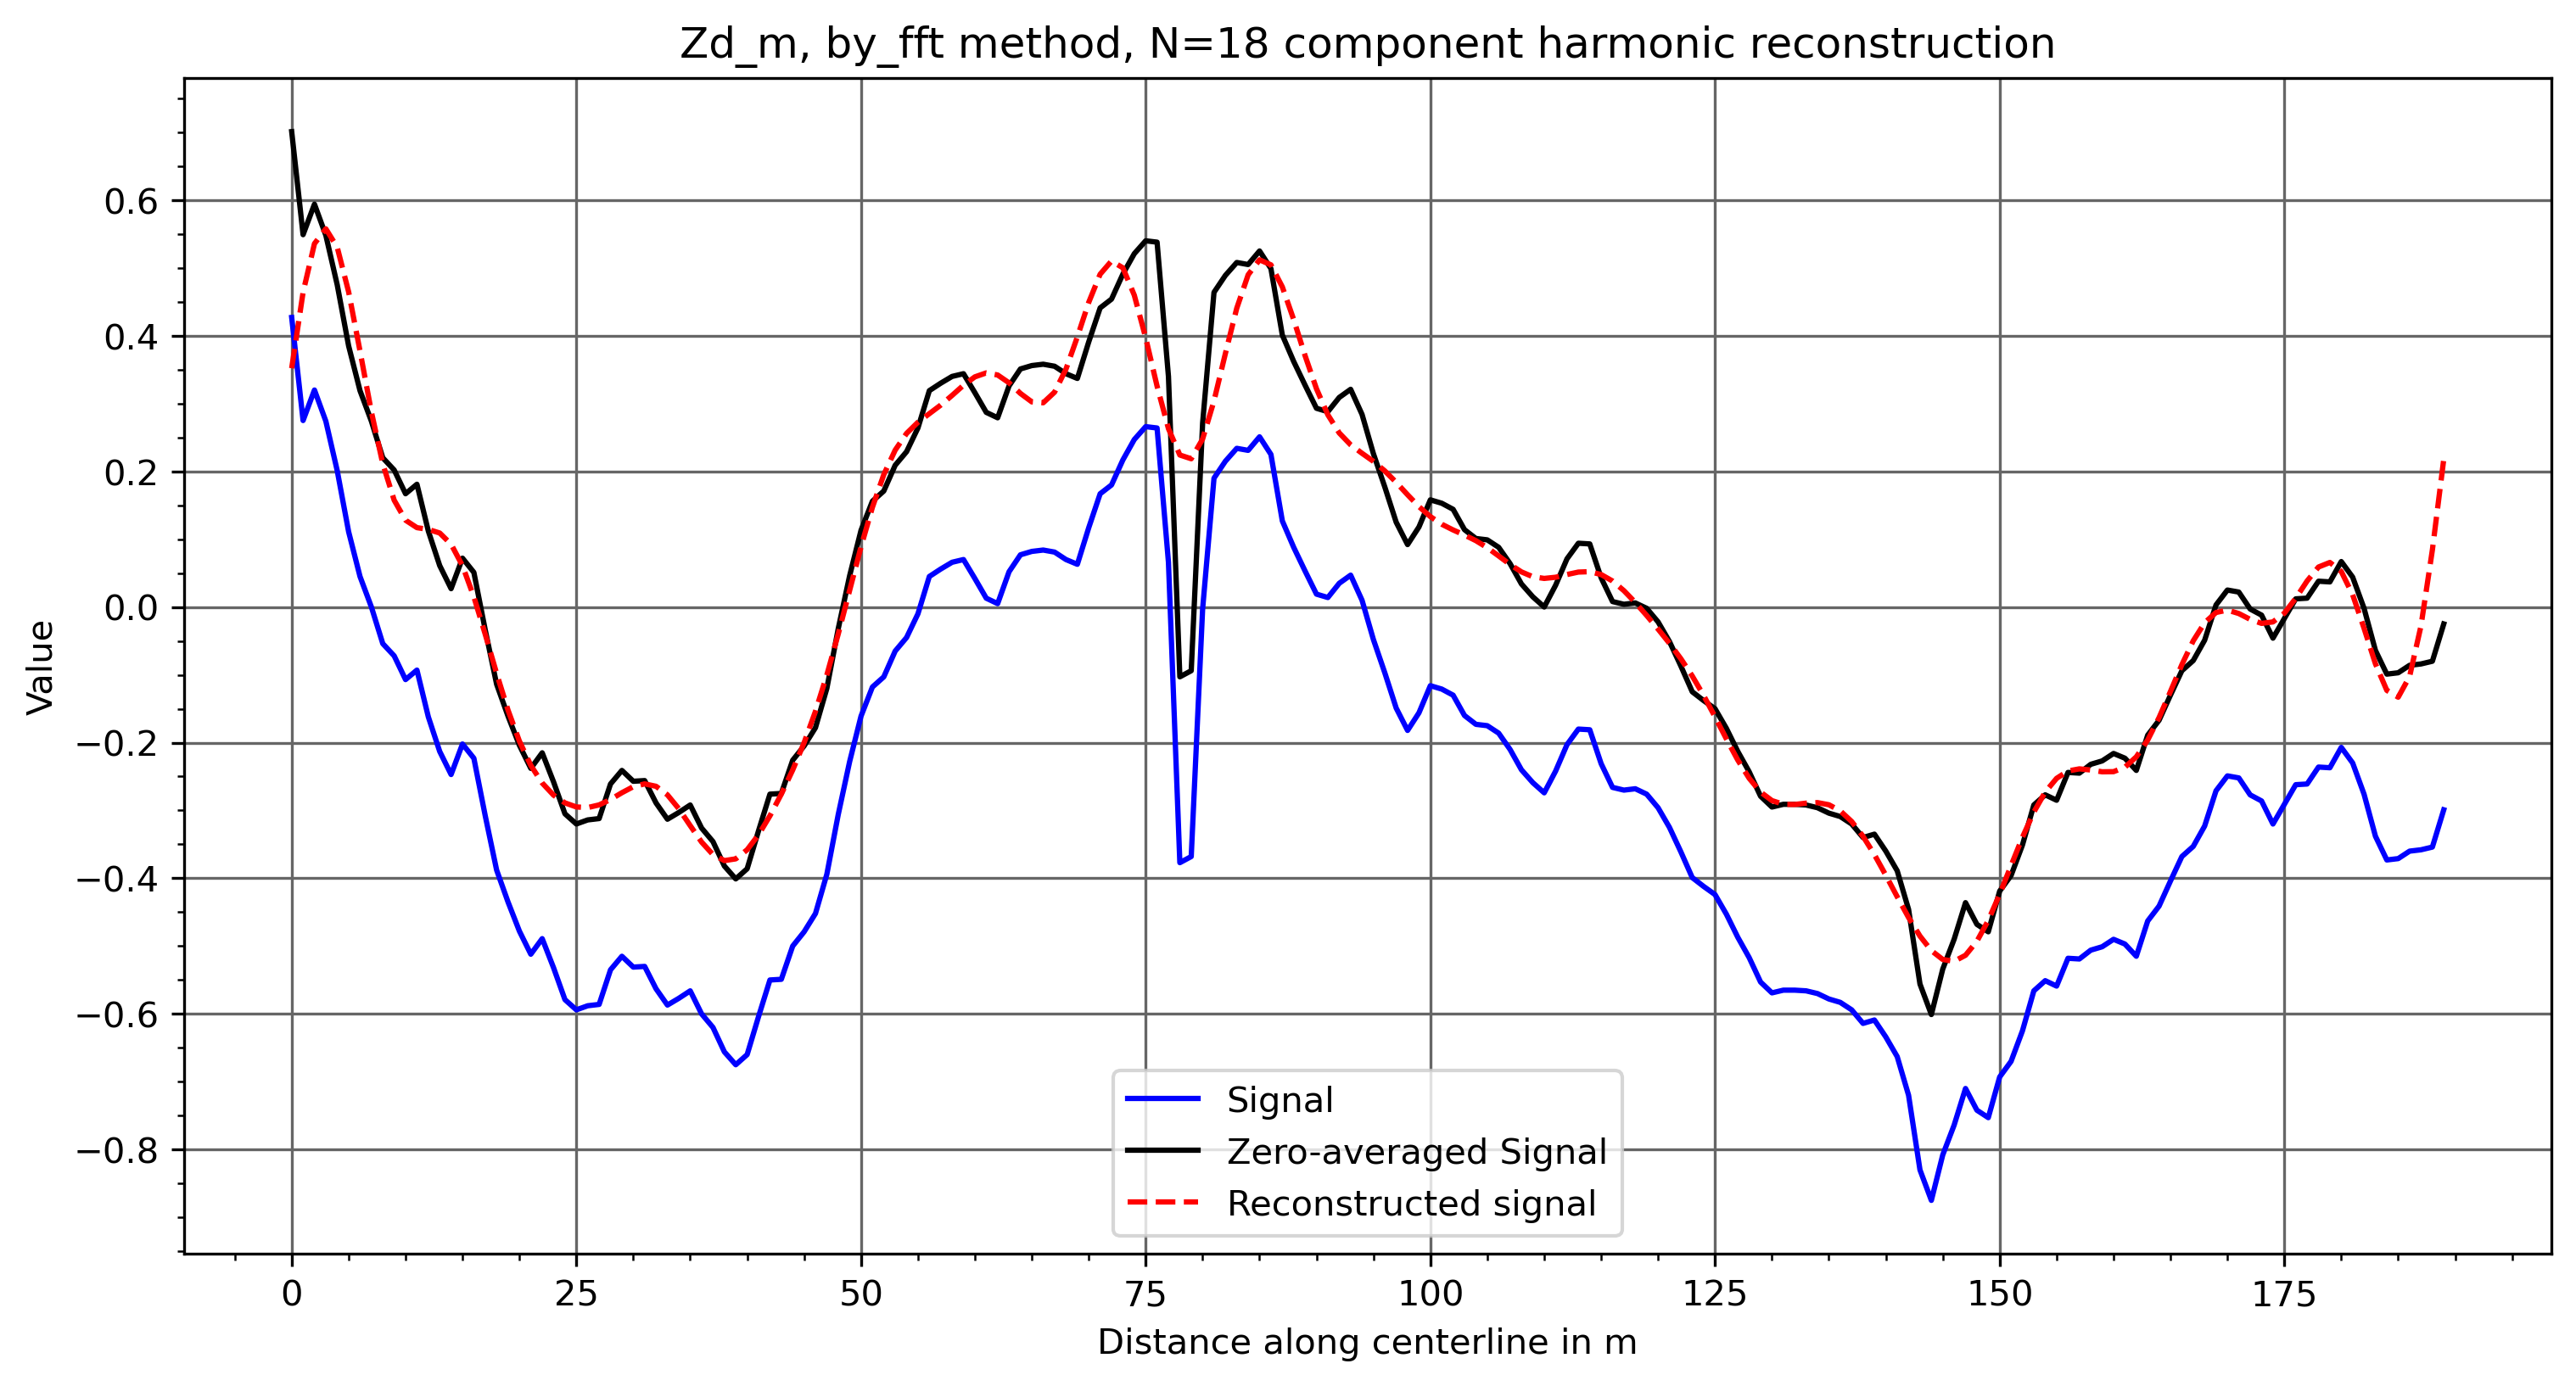 Zd_m, by_fft method, N=18 component harmonic reconstruction
Value
0.6
0.4
0.2
0.0
−0.2
−0.4
−0.6
−0.8
Signal
Zero-averaged Signal
Reconstructed signal
0 25 50 75 100 125 150 175
Distance along centerline in m